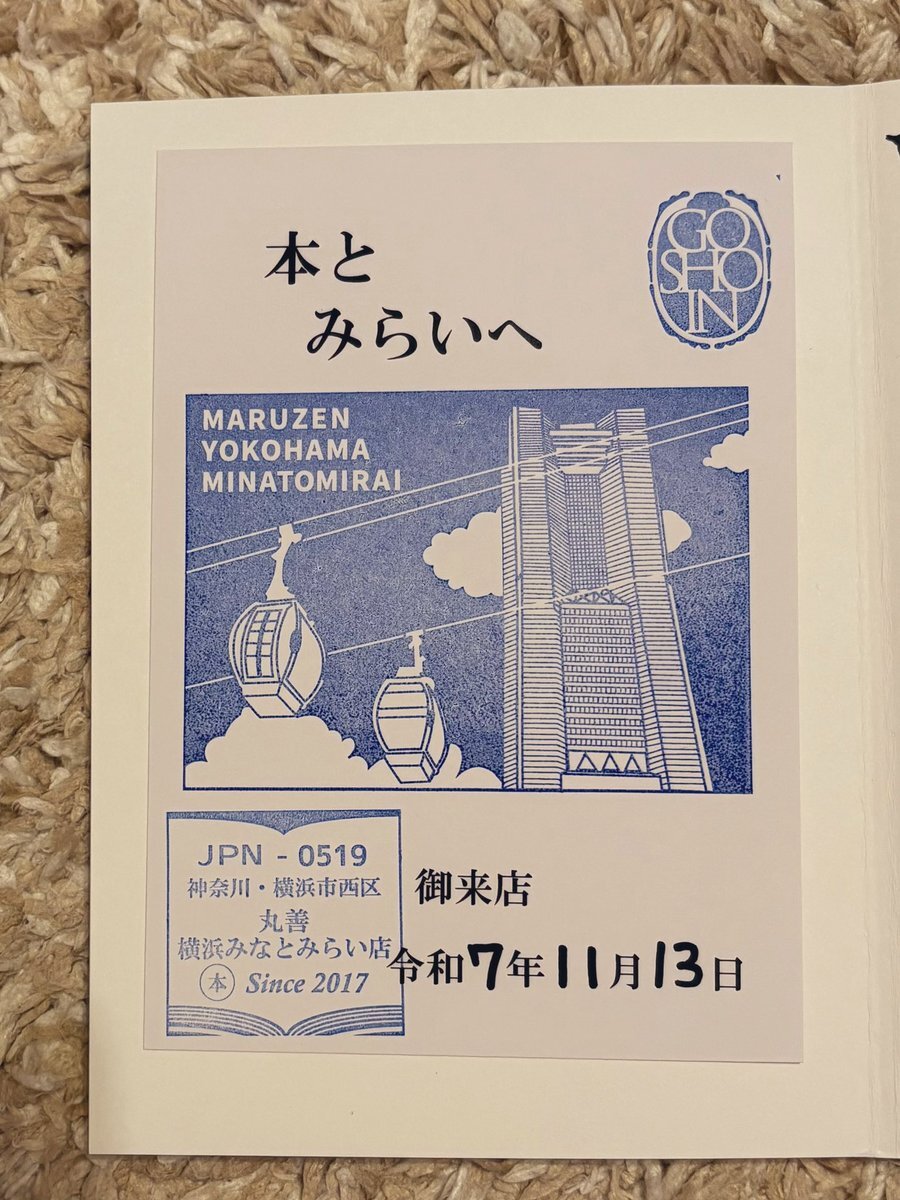 本と
みらいへ
GO
SHO
IN
MARUZEN
YOKOHAMA
MINATOMIRAI
JPN - 0519
神奈川・横浜市西区
丸善
横浜みなとみらい店
本 Since 2017
御来店
令和7年11月13日